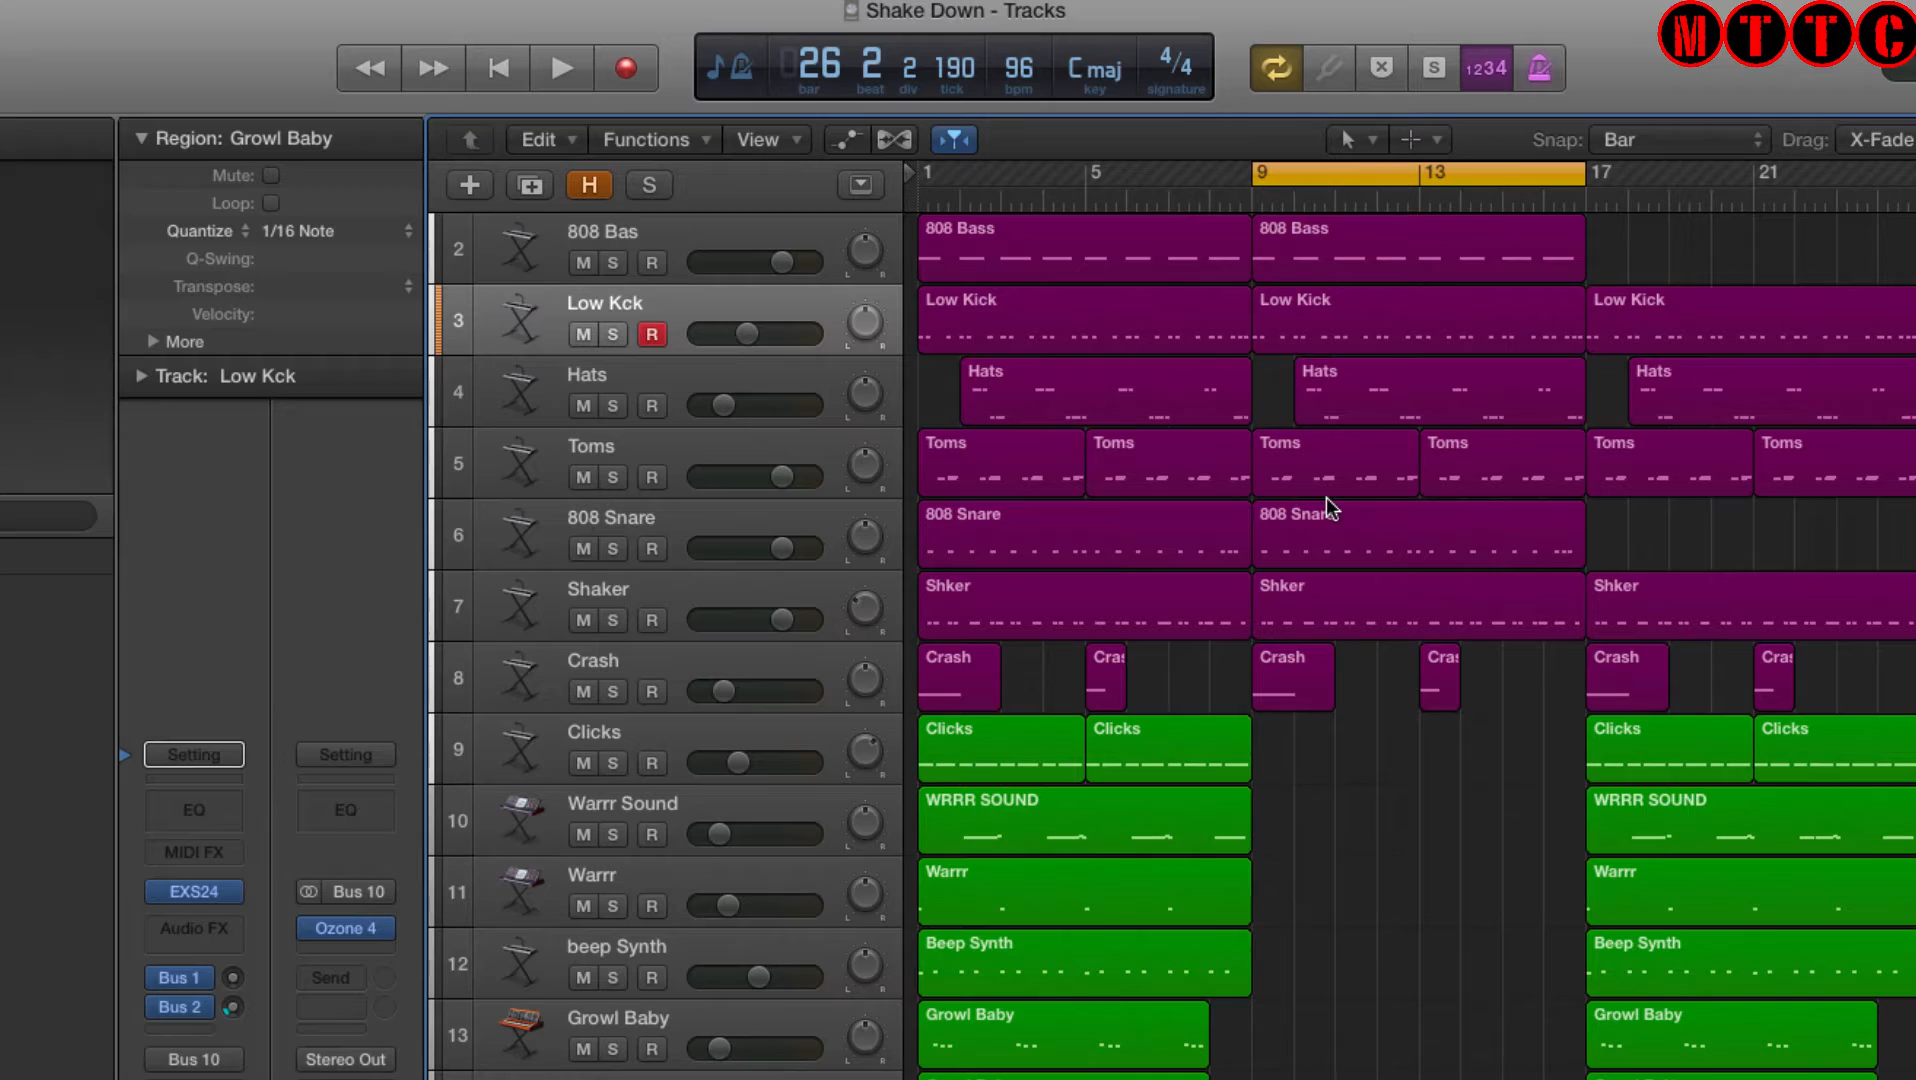 Shake Down - Tracks
MTTC
26 2 2 190 96 C maj 4/4
bar beat div tick bpm key signature
S 1234
Region: Growl Baby
Mute:
Loop:
Quantize 1/16 Note
Q-Swing:
Transpose:
Velocity:
More
Track: Low Kck
Edit Functions View Snap: Bar Drag: X-Fade
H S
1 5 9 13 17 21
2 808 Bas M S R L R
808 Bass 808 Bass
3 Low Kck M S R L R
Low Kick Low Kick Low Kick
4 Hats M S R L R
Hats Hats Hats
5 Toms M S R L R
Toms Toms Toms Toms Toms Toms
6 808 Snare M S R L R
808 Snare 808 Snare
7 Shaker M S R L R
Shker Shker Shker
8 Crash M S R L R
Crash Cras Crash Cras Crash Cras
9 Clicks M S R L R
Clicks Clicks Clicks Clicks
10 Warrr Sound M S R L R
WRRR SOUND WRRR SOUND
11 Warrr M S R L R
Warrr Warrr
12 beep Synth M S R L R
Beep Synth Beep Synth
13 Growl Baby M S R L R
Growl Baby Growl Baby
Setting Setting
EQ EQ
MIDI FX
EXS24 Bus 10
Audio FX Ozone 4
Bus 1 Send
Bus 2
Bus 10 Stereo Out